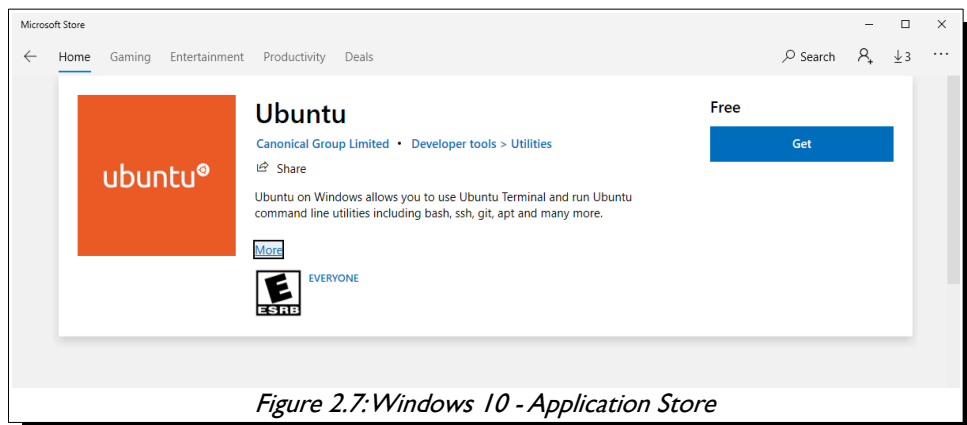 Microsoft Store
Home Gaming Entertainment Productivity Deals Search 3
Ubuntu
Free
Canonical Group Limited • Developer tools > Utilities
Get
Share
ubuntu
Ubuntu on Windows allows you to use Ubuntu Terminal and run Ubuntu
command line utilities including bash, ssh, git, apt and many more.
More
EVERYONE
E
ESRB
Figure 2.7: Windows 10 - Application Store